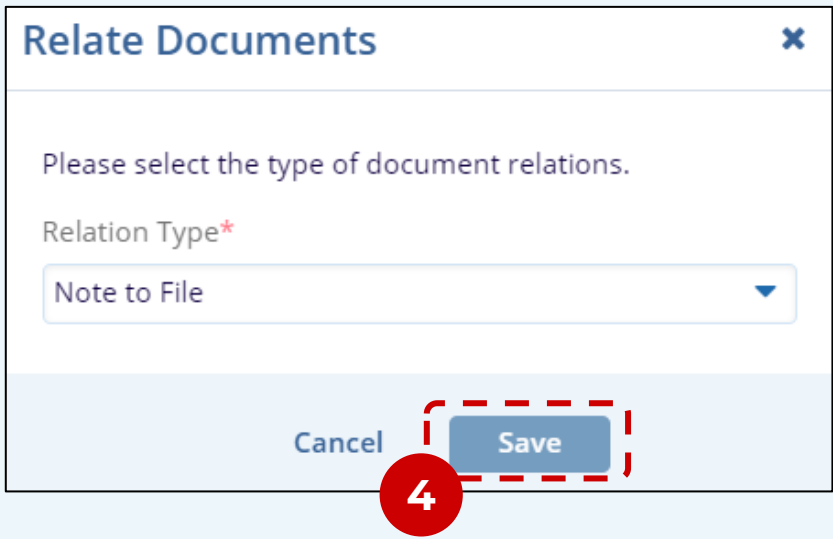 Relate Documents
Please select the type of document relations.
Relation Type*
Note to File
Cancel Save
4